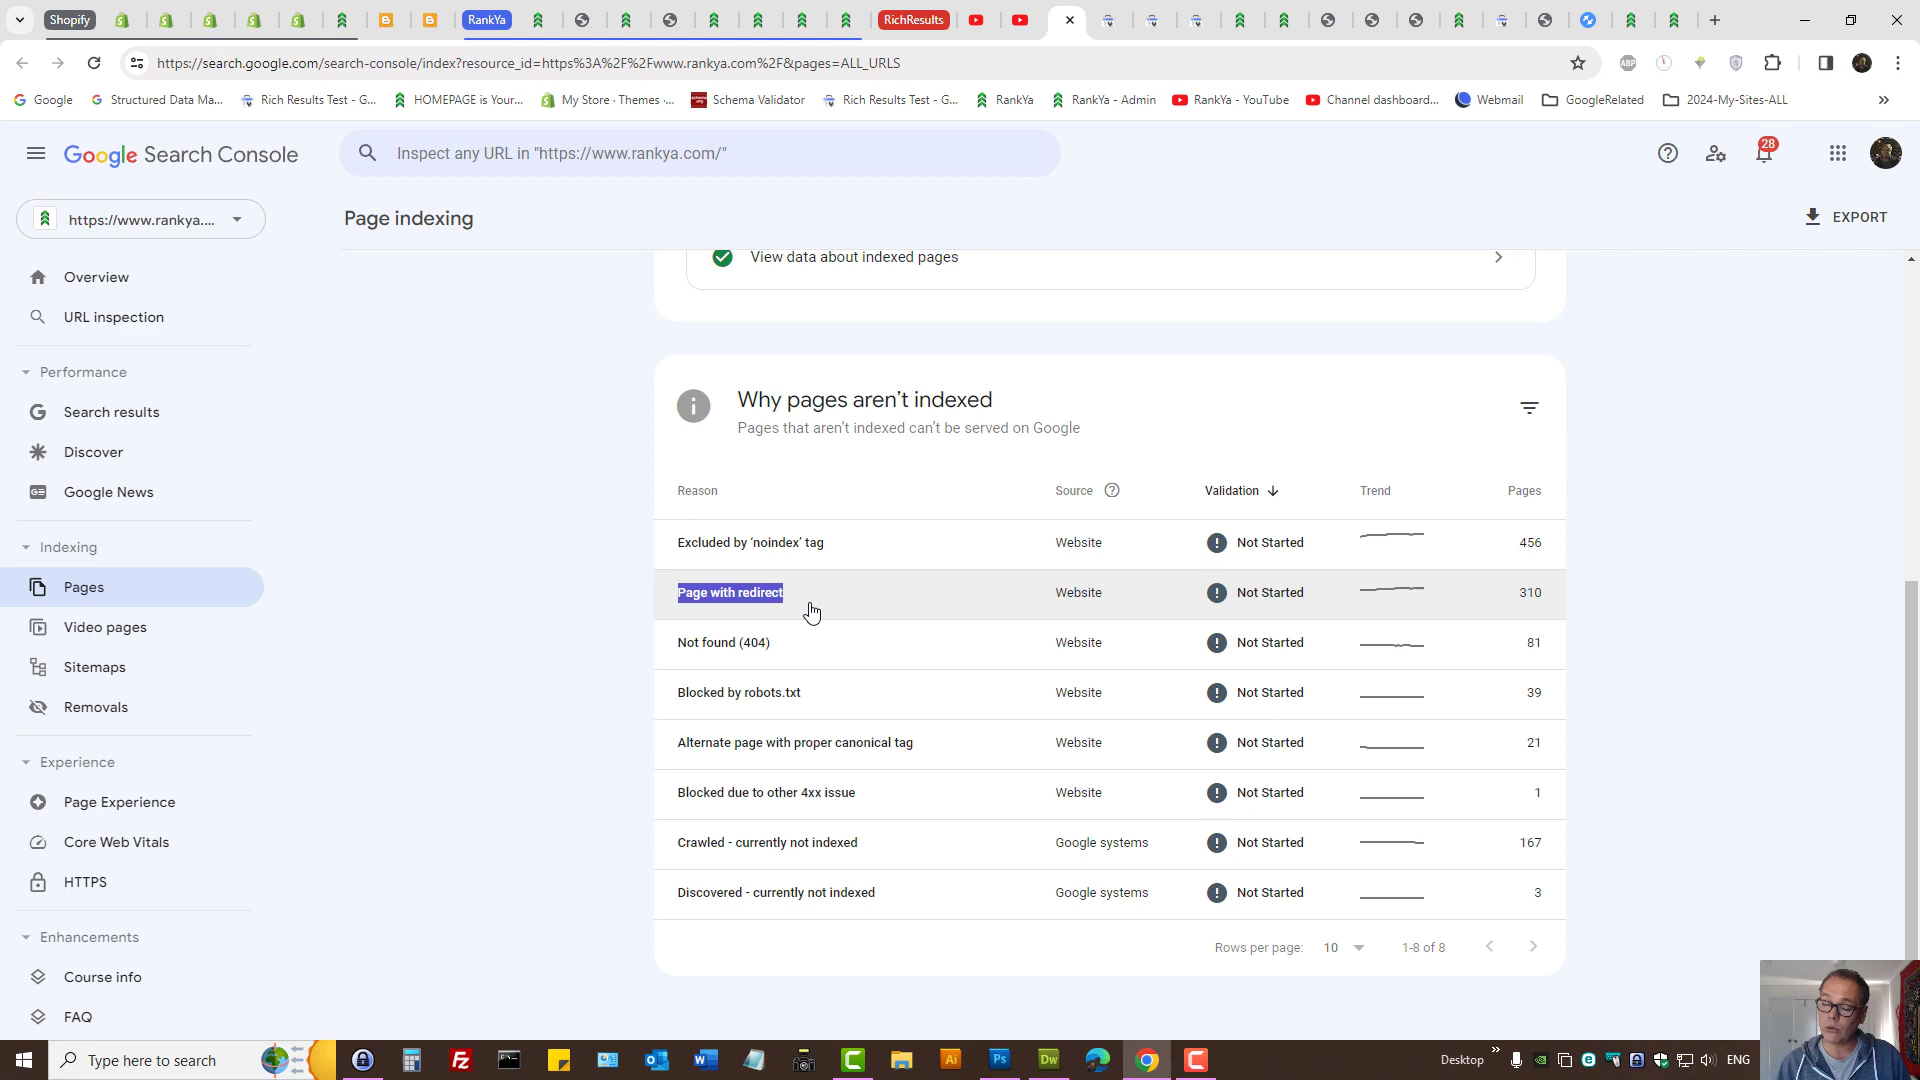 Shopify
RankYa
RichResults
https://search.google.com/search-console/index?resource_id=https%3A%2F%2Fwww.rankya.com%2F&pages=ALL_URLS
ABP
Google
Structured Data Ma...
Rich Results Test - G...
HOMEPAGE is Your...
My Store · Themes ·...
Schema Validator
Rich Results Test - G...
RankYa
RankYa - Admin
RankYa - YouTube
Channel dashboard...
Webmail
GoogleRelated
2024-My-Sites-ALL
»
Google Search Console
Inspect any URL in "https://www.rankya.com/"
28
https://www.rankya....
Page indexing
EXPORT
Overview
URL inspection
Performance
Search results
Discover
Google News
Indexing
Pages
Video pages
Sitemaps
Removals
Experience
Page Experience
Core Web Vitals
HTTPS
Enhancements
Course info
FAQ
View data about indexed pages
Why pages aren’t indexed
Pages that aren’t indexed can’t be served on Google
Reason Source Validation Trend Pages
Excluded by ‘noindex’ tag Website Not Started 456
Page with redirect Website Not Started 310
Not found (404) Website Not Started 81
Blocked by robots.txt Website Not Started 39
Alternate page with proper canonical tag Website Not Started 21
Blocked due to other 4xx issue Website Not Started 1
Crawled - currently not indexed Google systems Not Started 167
Discovered - currently not indexed Google systems Not Started 3
Rows per page: 10 1-8 of 8
Type here to search
Fz
Ai
Ps
Dw
Desktop
»
ENG